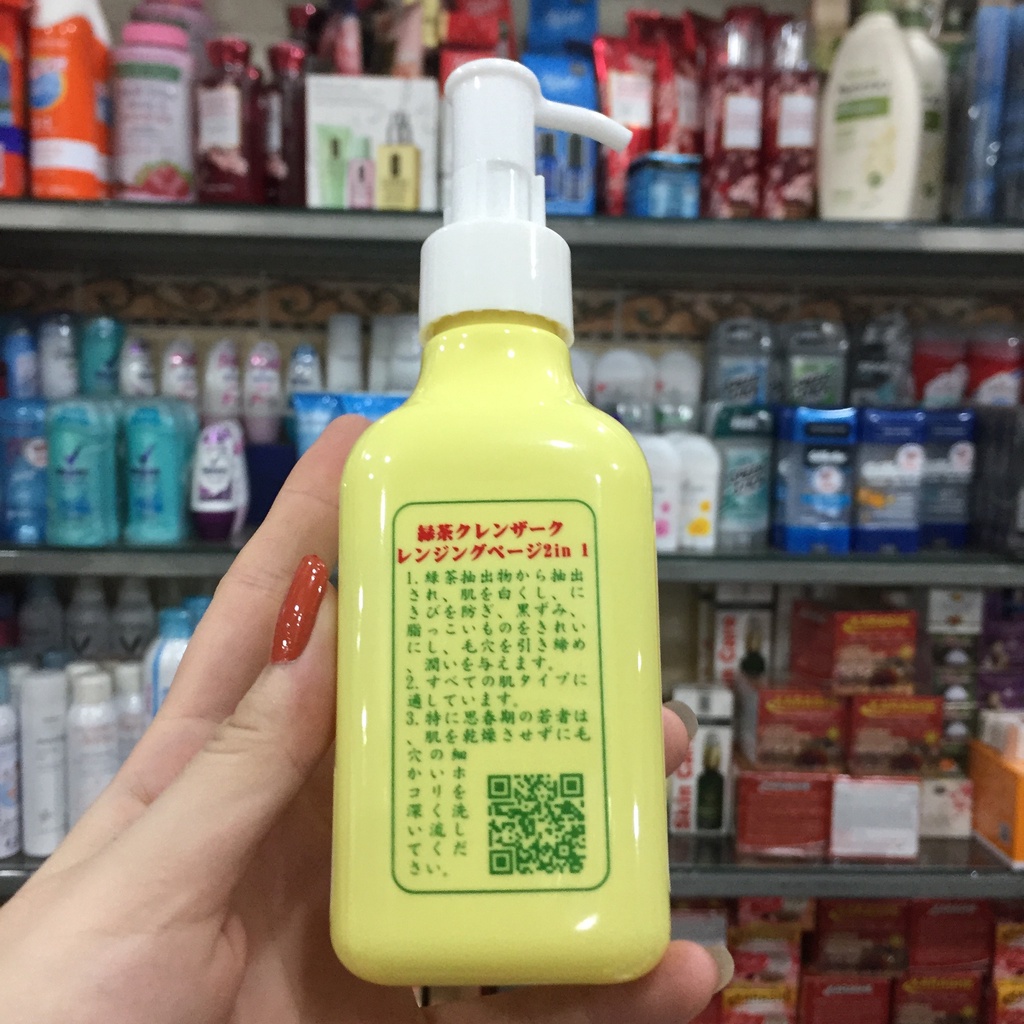 緑茶クレンザーク
レンジングページ2in 1
1. 緑茶抽出物から抽出
され、肌を白くし、に
きびを防ぎ、黒ずみ、
脂っこいものをきれい
にし、毛穴を引き締め
、潤いを与えます。
2. すべての肌タイプに
適しています。
3. 特に思春期の若者は
、肌を乾燥させずに毛
穴の細
かいホ
コリを
深く洗
い流し
てくだ
さい。
Skin Care